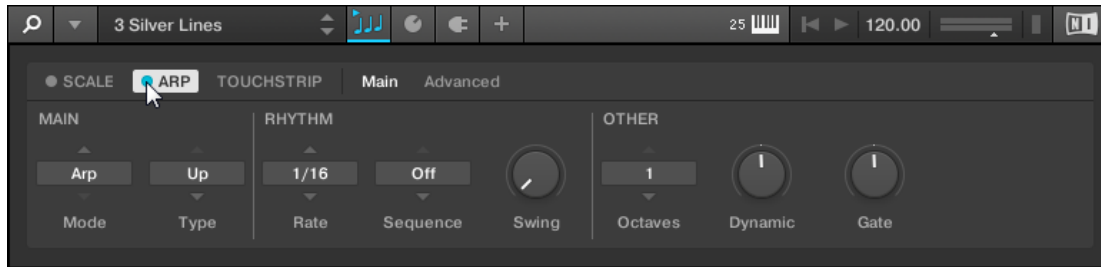 3 Silver Lines 25 120.00 NI
SCALE ARP TOUCHSTRIP Main Advanced
MAIN RHYTHM OTHER
Arp Up 1/16 Off 1
Mode Type Rate Sequence Swing Octaves Dynamic Gate